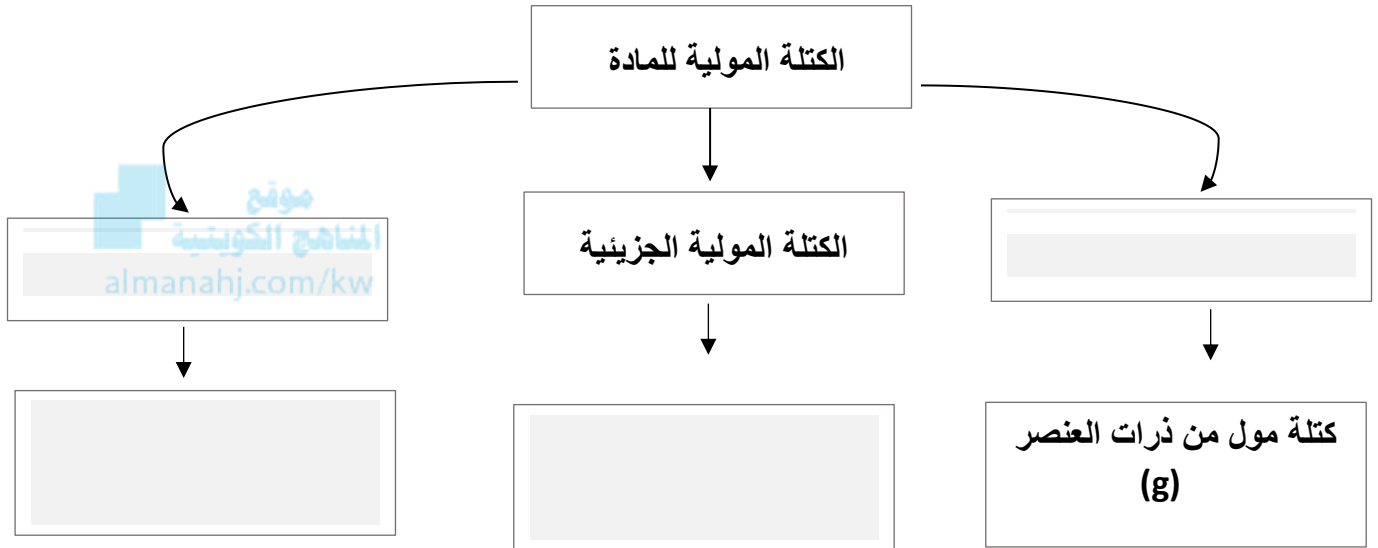 الكتلة المولية للمادة
موقع
المناهج الكويتية
almanahj.com/kw
الكتلة المولية الجزيئية
كتلة مول من ذرات العنصر
(g)